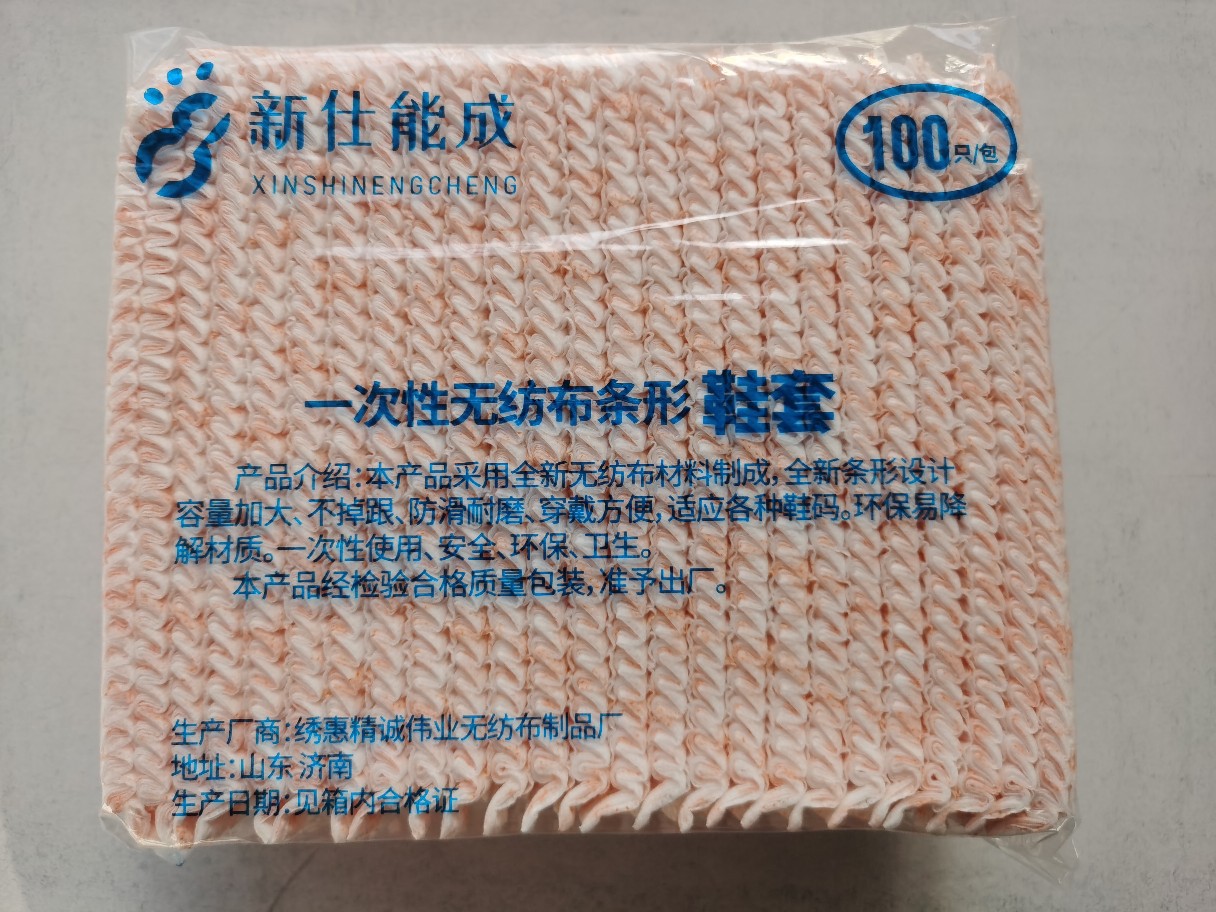 新仕能成
XINSHINENGCHENG
100只/包
一次性无纺布条形 鞋套
产品介绍:本产品采用全新无纺布材料制成,全新条形设计
容量加大、不掉跟、防滑耐磨、穿戴方便,适应各种鞋码。环保易降
解材质。一次性使用、安全、环保、卫生。
本产品经检验合格质量包装,准予出厂。
生产厂商:绣惠精诚伟业无纺布制品厂
地址:山东 济南
生产日期:见箱内合格证